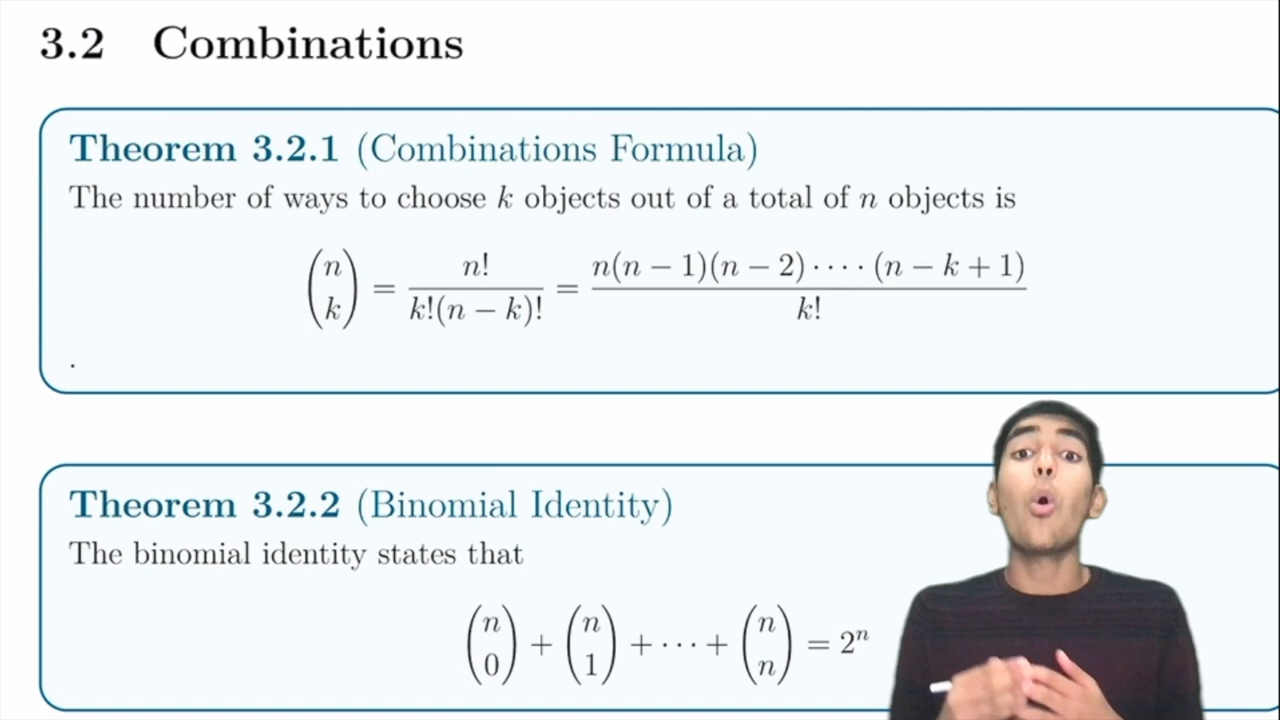 3.2 Combinations
Theorem 3.2.1 (Combinations Formula)
The number of ways to choose k objects out of a total of n objects is
(n k) = n! / k!(n − k)! = n(n − 1)(n − 2) · · · · (n − k + 1) / k!
.
Theorem 3.2.2 (Binomial Identity)
The binomial identity states that
(n 0) + (n 1) + · · · + (n n) = 2ⁿ